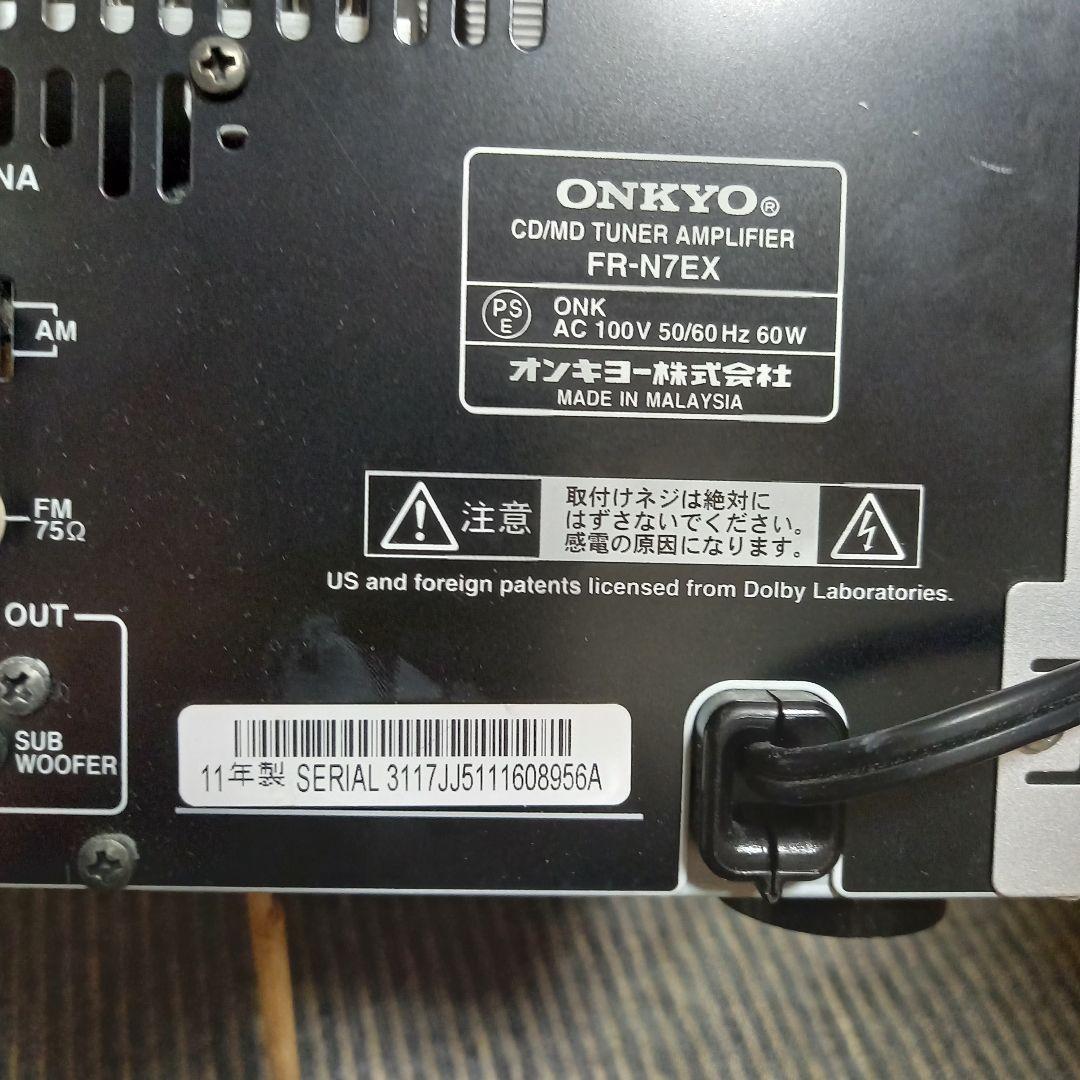 NA
ONKYO®
CD/MD TUNER AMPLIFIER
FR-N7EX
AM
PS
E
ONK
AC 100V 50/60Hz 60W
オンキヨー株式会社
MADE IN MALAYSIA
FM
75Ω
注意
取付けネジは絶対に
はずさないでください。
感電の原因になります。
US and foreign patents licensed from Dolby Laboratories.
OUT
SUB
WOOFER
11年製 SERIAL 3117JJ5111608956A